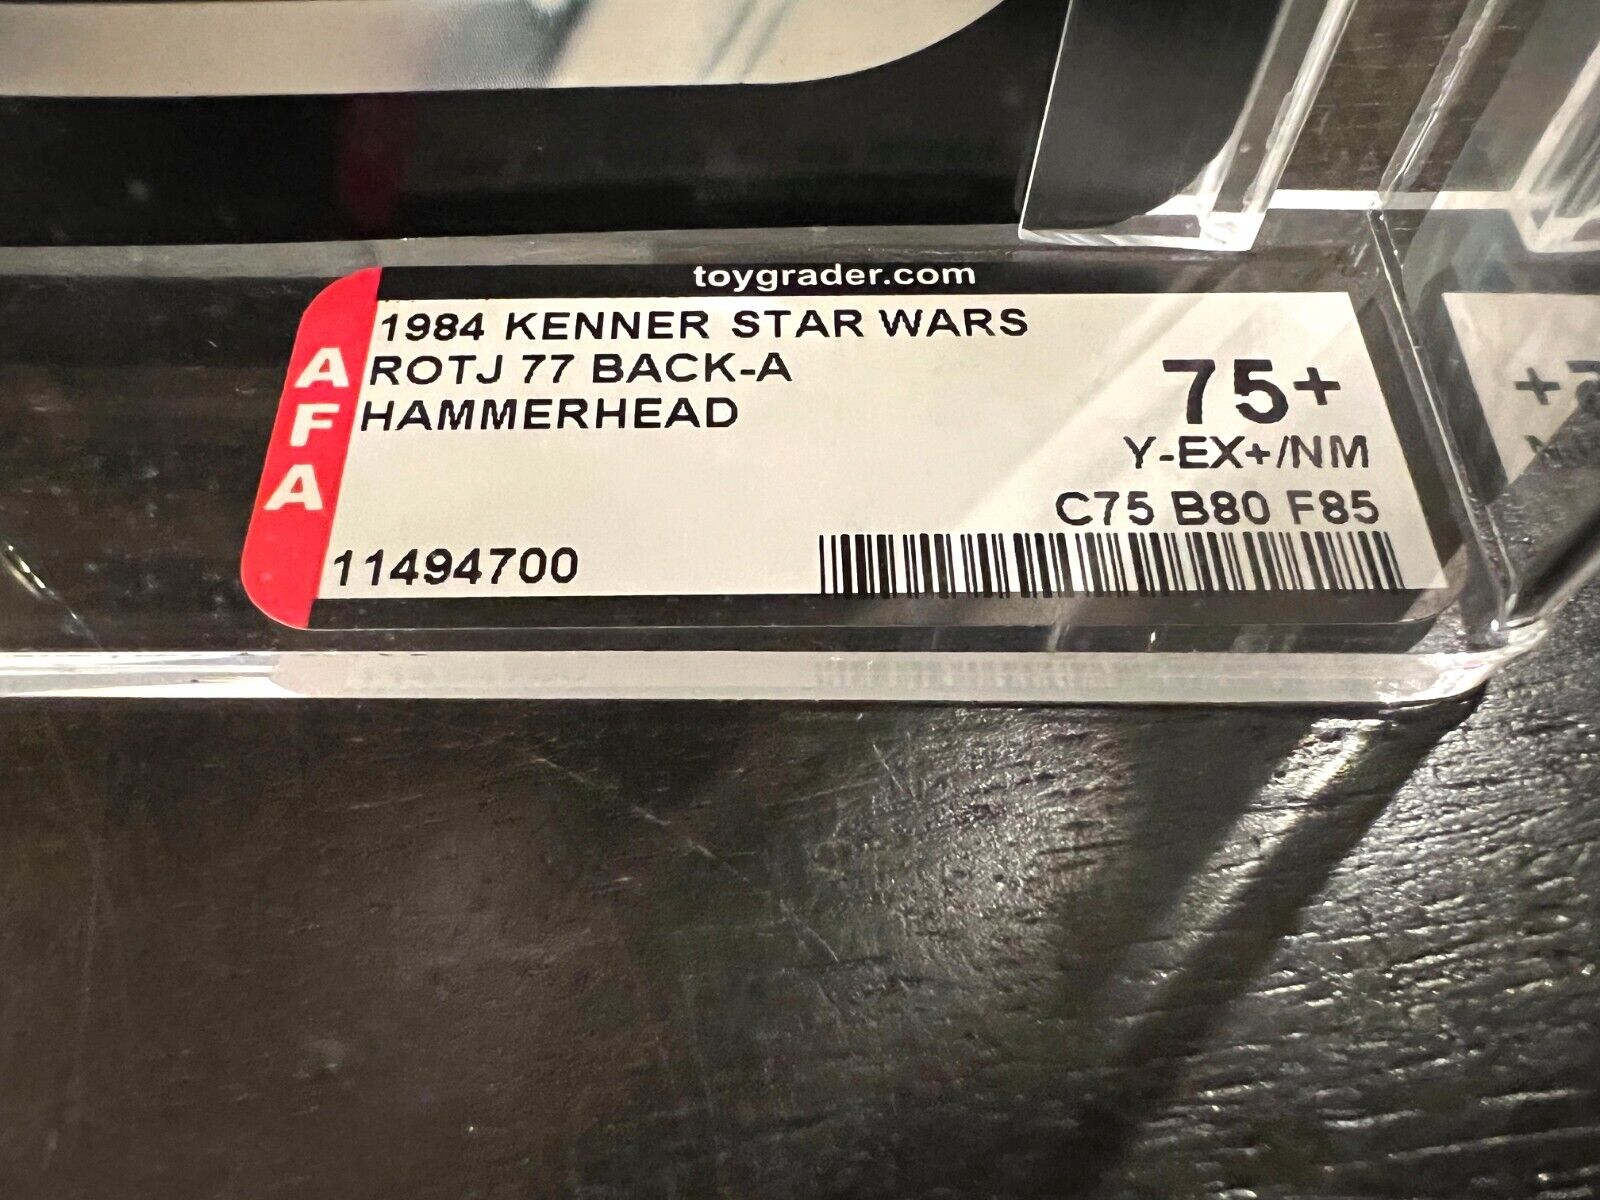 toygrader.com
AFA
1984 KENNER STAR WARS
ROTJ 77 BACK-A
HAMMERHEAD
75+
Y-EX+/NM
C75 B80 F85
11494700